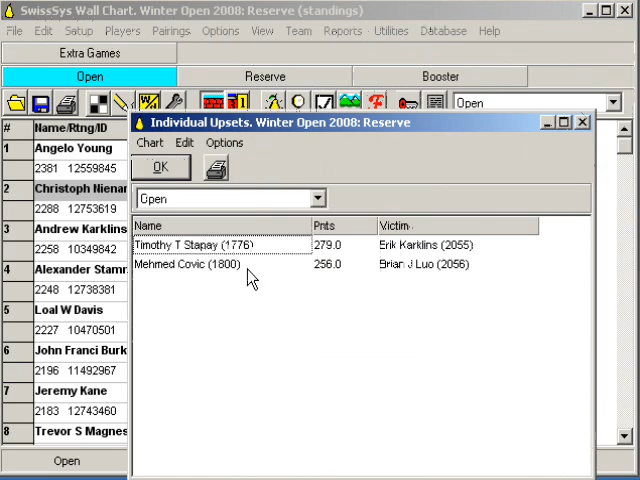 SwissSys Wall Chart. Winter Open 2008: Reserve (standings)
File Edit Setup Players Pairings Options View Team Reports Utilities Database Help
Extra Games
Open Reserve Booster
Open
# Name/Rtng/ID
Individual Upsets. Winter Open 2008: Reserve
Chart Edit Options
OK
Open
Name Pnts Victim
Timothy T Stapay (1776) 279.0 Erik Karklins (2055)
Mehmed Covic (1800) 256.0 Brian J Luo (2056)
1 Angelo Young
2381 12559845
2 Christoph Nienar
2288 12753619
3 Andrew Karklins
2258 10349842
4 Alexander Stamr
2248 12738381
5 Loal W Davis
2227 10470501
6 John Franci Burk
2196 11492967
7 Jeremy Kane
2183 12743460
8 Trevor S Magnes
Open